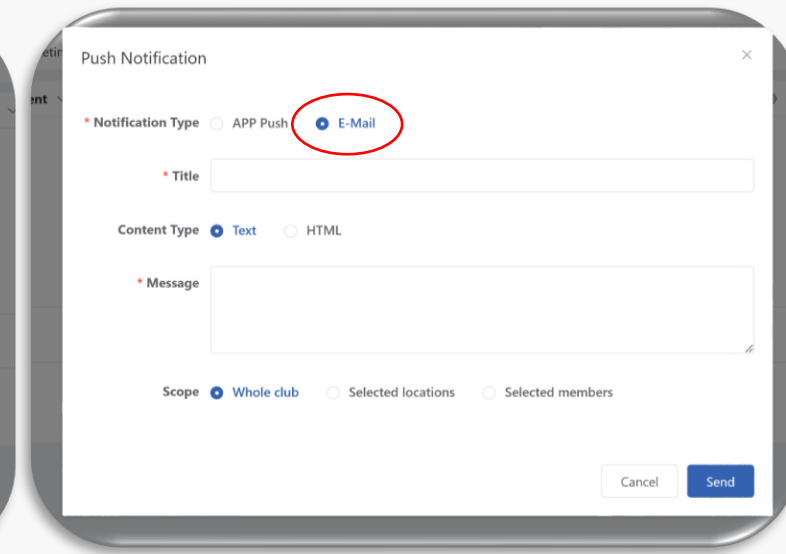 Push Notification
* Notification Type APP Push E-Mail
* Title
Content Type Text HTML
* Message
Scope Whole club Selected locations Selected members
Cancel Send